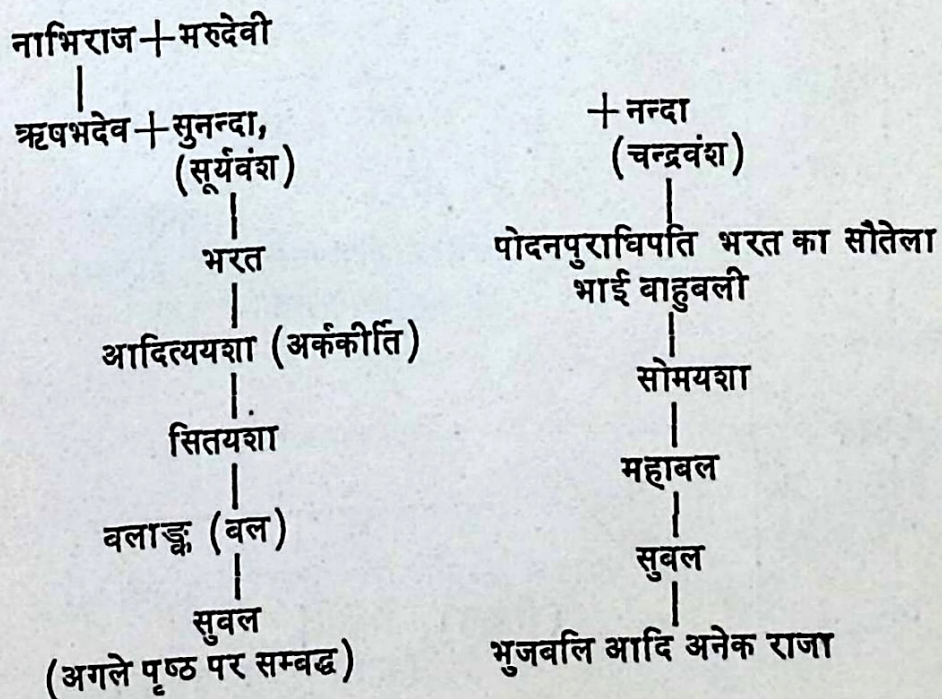 नाभिराज + मरुदेवी
ऋषभदेव + सुनन्दा,
(सूर्यवंश)
भरत
आदित्ययशा (अर्ककीर्ति)
सितयशा
वलाङ्क (वल)
सुवल
(अगले पृष्ठ पर सम्बद्ध)
+ नन्दा
(चन्द्रवंश)
पोदनपुराधिपति भरत का सौतेला
भाई वाहुबली
सोमयशा
महाबल
सुवल
भुजबलि आदि अनेक राजा